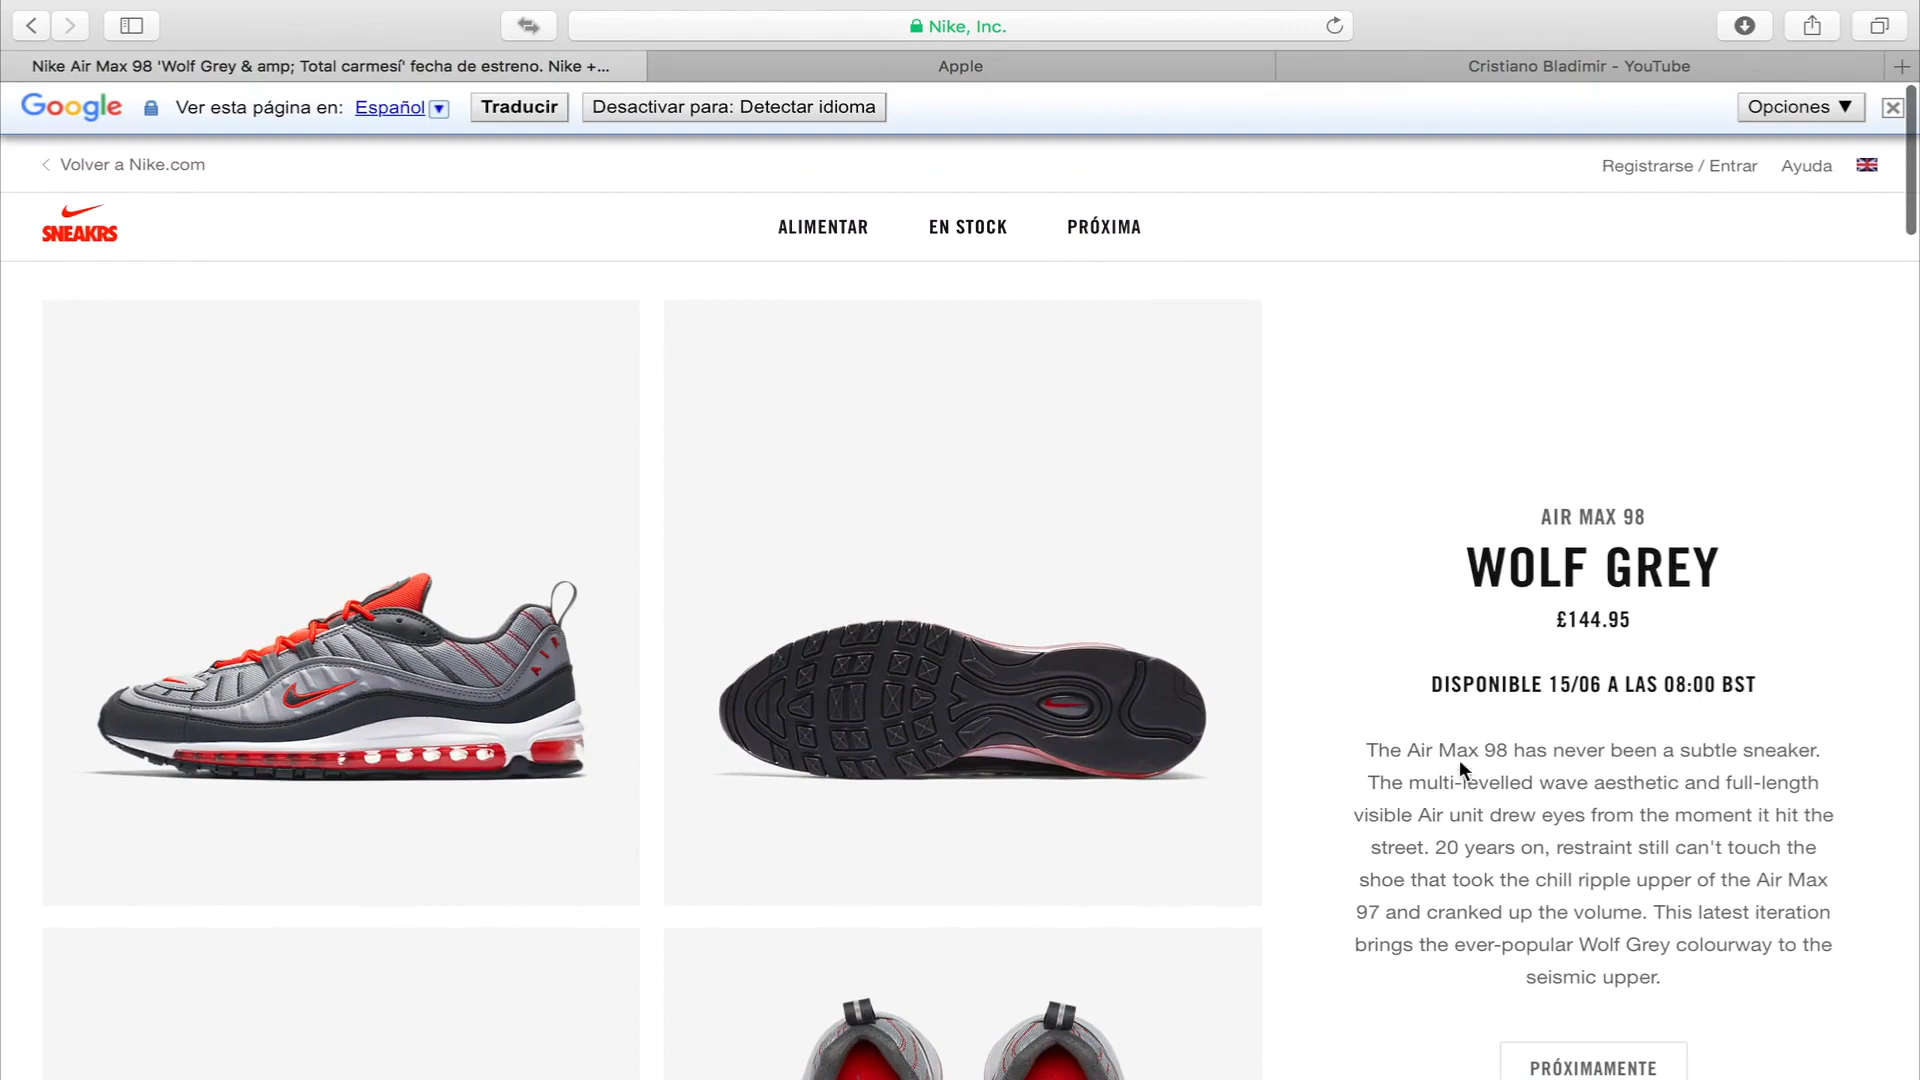 Nike, Inc.
Nike Air Max 98 'Wolf Grey & amp; Total carmesí' fecha de estreno. Nike +...
Apple
Cristiano Bladimir - YouTube
Google Ver esta página en: Español Traducir Desactivar para: Detectar idioma Opciones ▼
Volver a Nike.com
Registrarse / Entrar Ayuda
SNEAKRS
ALIMENTAR EN STOCK PRÓXIMA
AIR
AIR MAX 98
WOLF GREY
£144.95
DISPONIBLE 15/06 A LAS 08:00 BST
The Air Max 98 has never been a subtle sneaker.
The multi-levelled wave aesthetic and full-length
visible Air unit drew eyes from the moment it hit the
street. 20 years on, restraint still can't touch the
shoe that took the chill ripple upper of the Air Max
97 and cranked up the volume. This latest iteration
brings the ever-popular Wolf Grey colourway to the
seismic upper.
PRÓXIMAMENTE